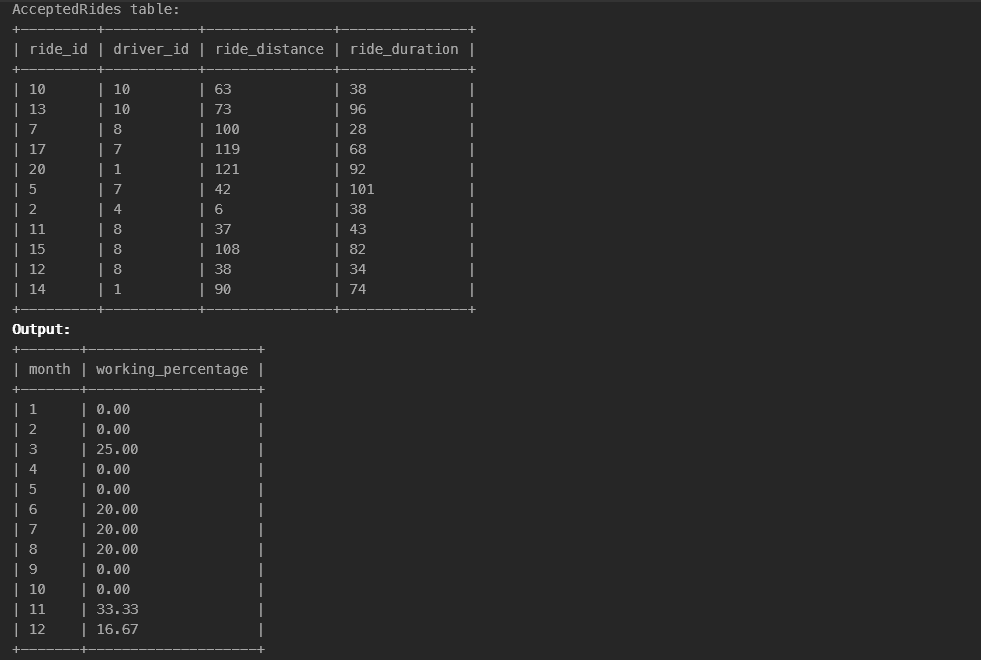 AcceptedRides table:
+---------+-----------+---------------+---------------+
| ride_id | driver_id | ride_distance | ride_duration |
+---------+-----------+---------------+---------------+
| 10      | 10        | 63            | 38            |
| 13      | 10        | 73            | 96            |
| 7       | 8         | 100           | 28            |
| 17      | 7         | 119           | 68            |
| 20      | 1         | 121           | 92            |
| 5       | 7         | 42            | 101           |
| 2       | 4         | 6             | 38            |
| 11      | 8         | 37            | 43            |
| 15      | 8         | 108           | 82            |
| 12      | 8         | 38            | 34            |
| 14      | 1         | 90            | 74            |
+---------+-----------+---------------+---------------+
Output:
+-------+--------------------+
| month | working_percentage |
+-------+--------------------+
| 1     | 0.00               |
| 2     | 0.00               |
| 3     | 25.00              |
| 4     | 0.00               |
| 5     | 0.00               |
| 6     | 20.00              |
| 7     | 20.00              |
| 8     | 20.00              |
| 9     | 0.00               |
| 10    | 0.00               |
| 11    | 33.33              |
| 12    | 16.67              |
+-------+--------------------+